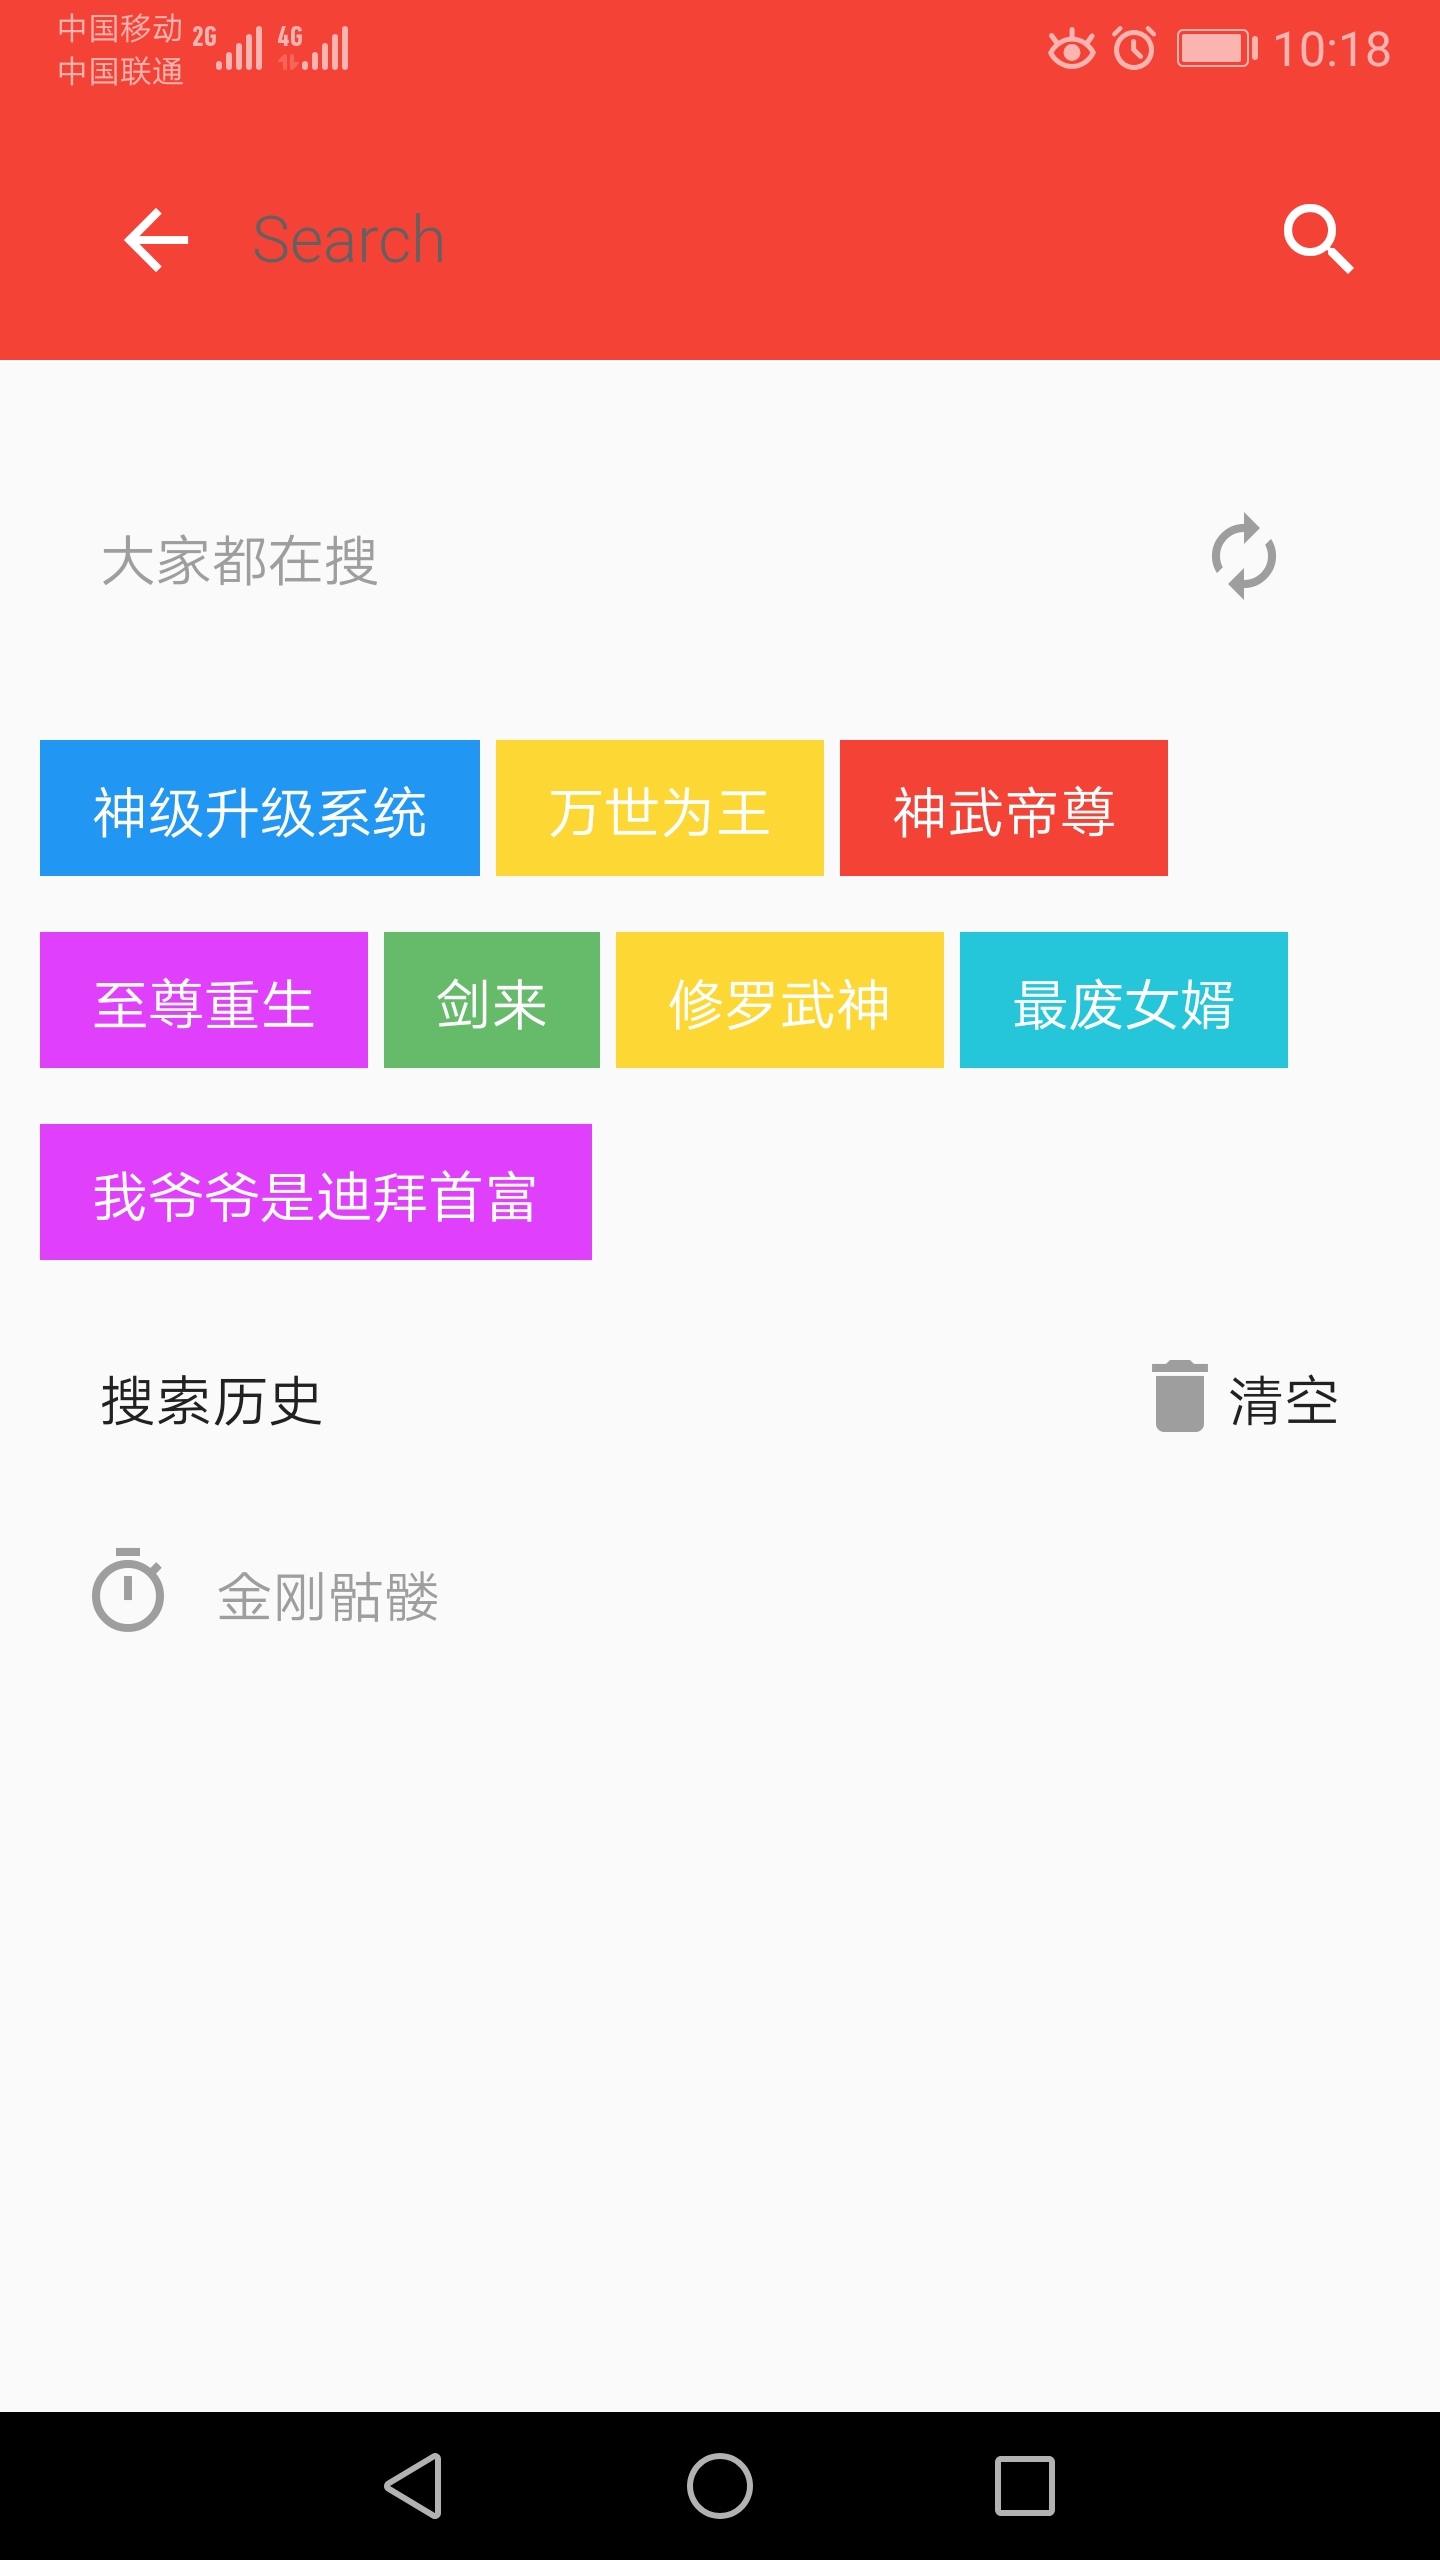 中国移动 2G 4G
中国联通
10:18
Search
大家都在搜
神级升级系统 万世为王 神武帝尊
至尊重生 剑来 修罗武神 最废女婿
我爷爷是迪拜首富
搜索历史 清空
金刚骷髅